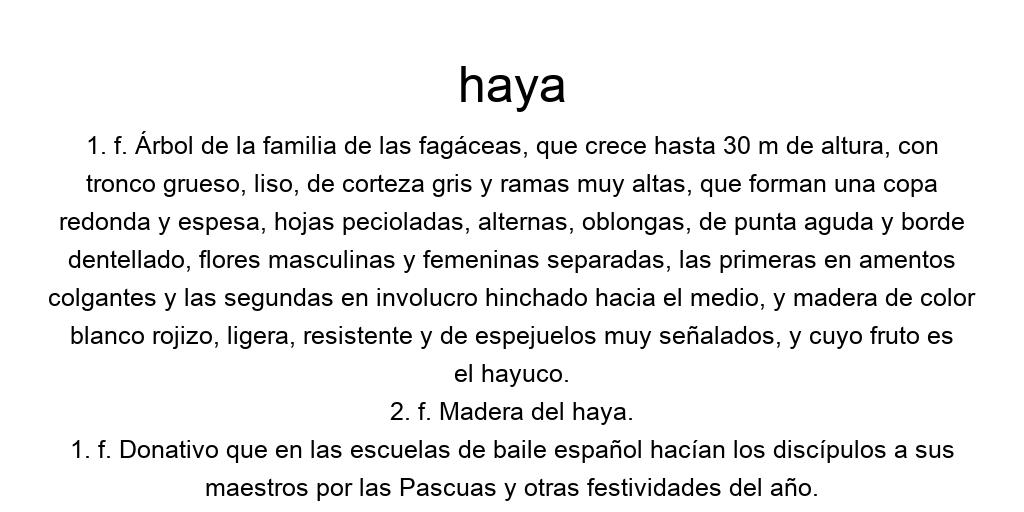 haya
1. f. Árbol de la familia de las fagáceas, que crece hasta 30 m de altura, con
tronco grueso, liso, de corteza gris y ramas muy altas, que forman una copa
redonda y espesa, hojas pecioladas, alternas, oblongas, de punta aguda y borde
dentellado, flores masculinas y femeninas separadas, las primeras en amentos
colgantes y las segundas en involucro hinchado hacia el medio, y madera de color
blanco rojizo, ligera, resistente y de espejuelos muy señalados, y cuyo fruto es
el hayuco.
2. f. Madera del haya.
1. f. Donativo que en las escuelas de baile español hacían los discípulos a sus
maestros por las Pascuas y otras festividades del año.